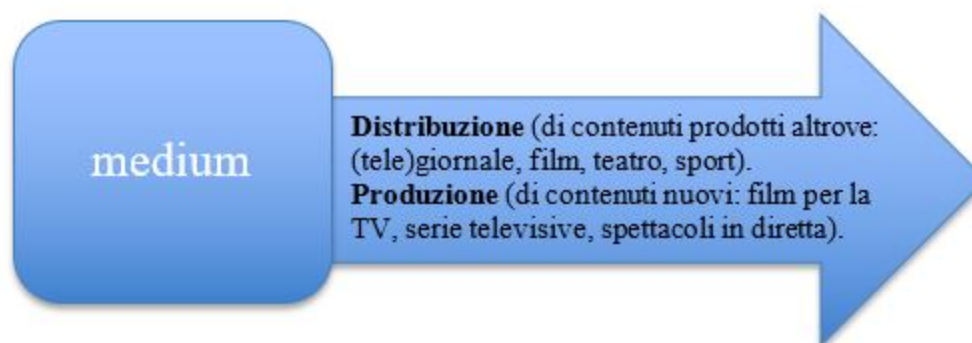 medium
Distribuzione (di contenuti prodotti altrove:
(tele)giornale, film, teatro, sport).
Produzione (di contenuti nuovi: film per la
TV, serie televisive, spettacoli in diretta).